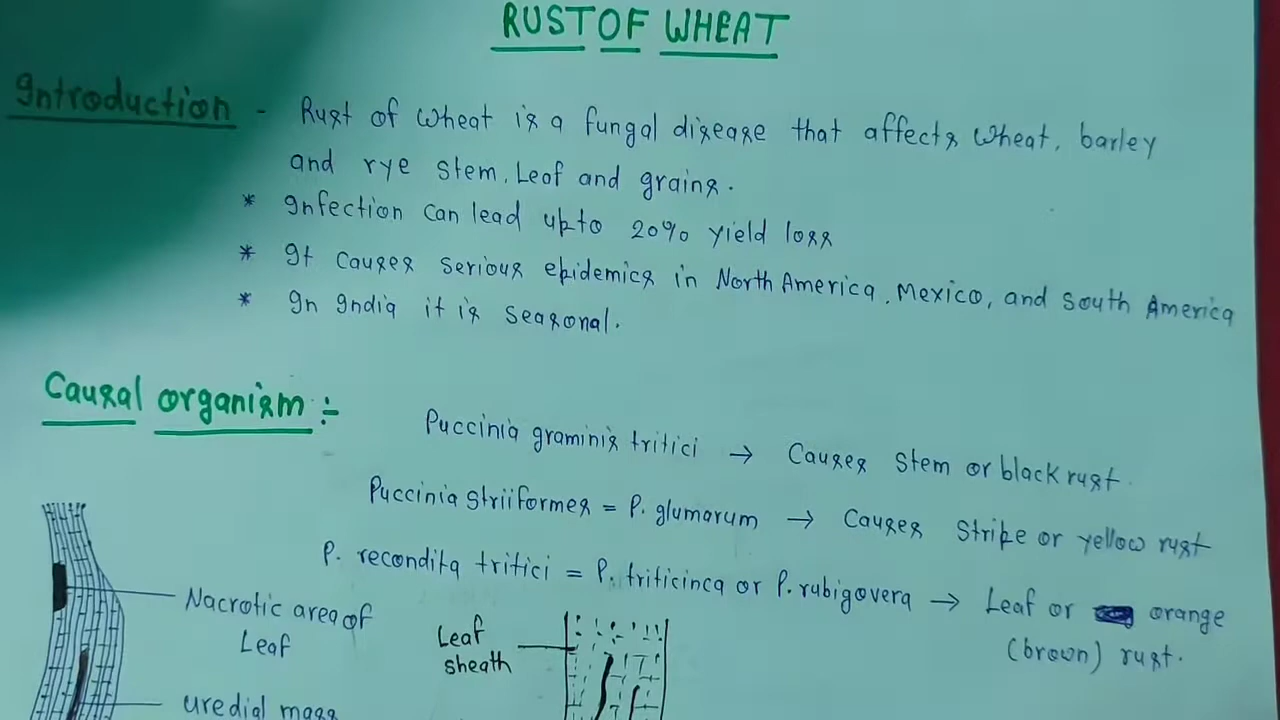 RUST OF WHEAT
Introduction - Rust of wheat is a fungal disease that affects wheat, barley
and rye stem, Leaf and grains.
* Infection can lead upto 20% yield loss
* It causes serious epidemics in North America, Mexico, and South America
* In India it is seasonal.
Causal organism :-
Puccinia graminis tritici → Causes stem or black rust.
Puccinia striiformes = P. glumarum → Causes stripe or yellow rust
P. recondita tritici = P. triticinca or P. rubigovera → Leaf or orange
(brown) rust.
Nacrotic area of
Leaf
Leaf
sheath
uredial mass